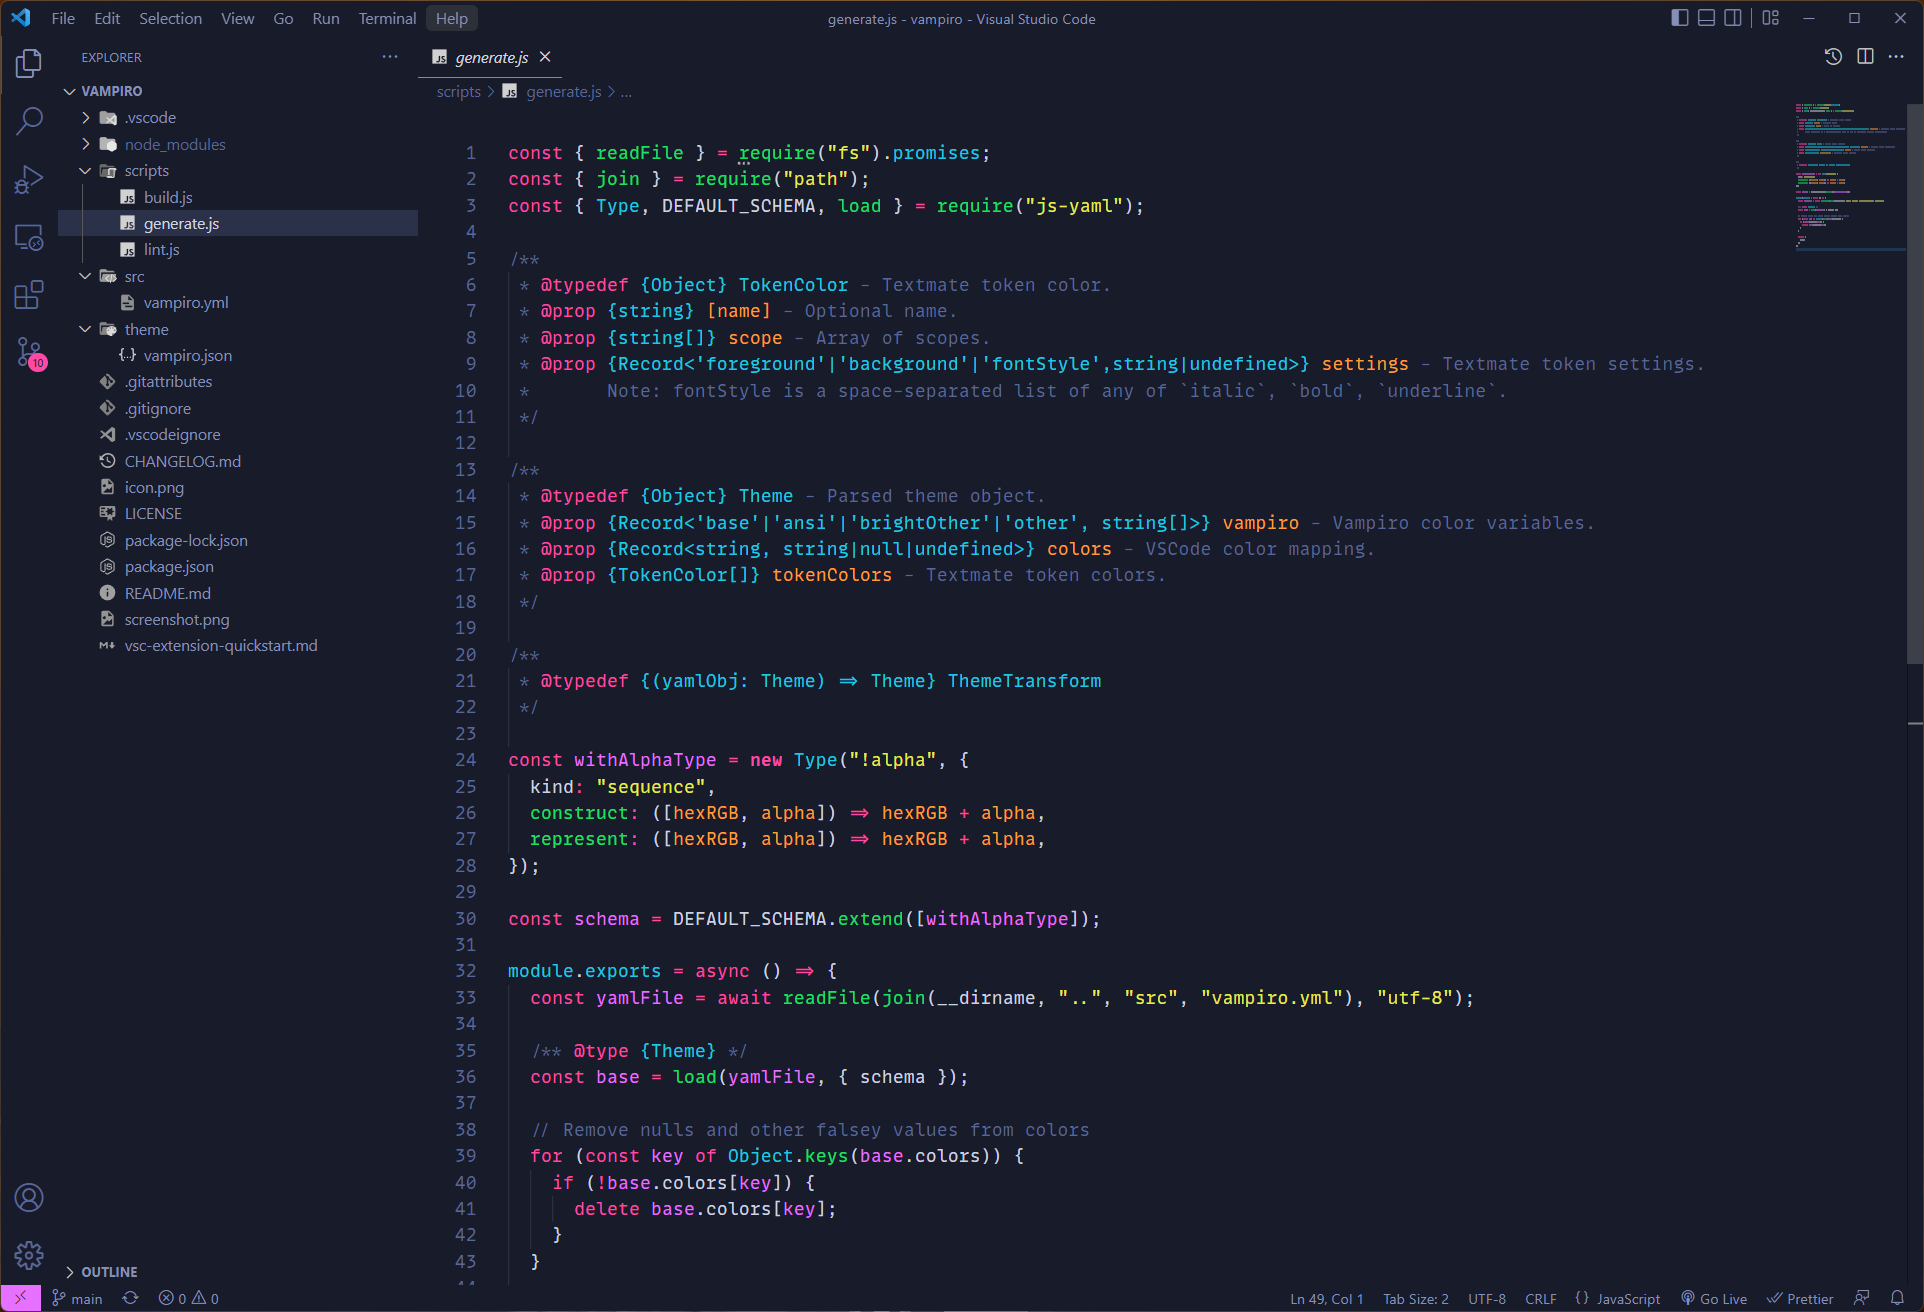 File Edit Selection View Go Run Terminal Help
generate.js - vampiro - Visual Studio Code
EXPLORER
VAMPIRO
.vscode
node_modules
scripts
JS build.js
JS generate.js
JS lint.js
src
vampiro.yml
theme
{..} vampiro.json
.gitattributes
.gitignore
.vscodeignore
CHANGELOG.md
icon.png
LICENSE
package-lock.json
package.json
README.md
screenshot.png
vsc-extension-quickstart.md
OUTLINE
10
JS generate.js
scripts > JS generate.js > ...
1 const { readFile } = require("fs").promises;
2 const { join } = require("path");
3 const { Type, DEFAULT_SCHEMA, load } = require("js-yaml");
4
5 /**
6 * @typedef {Object} TokenColor - Textmate token color.
7 * @prop {string} [name] - Optional name.
8 * @prop {string[]} scope - Array of scopes.
9 * @prop {Record<'foreground'|'background'|'fontStyle',string|undefined>} settings - Textmate token settings.
10 * Note: fontStyle is a space-separated list of any of `italic`, `bold`, `underline`.
11 */
12
13 /**
14 * @typedef {Object} Theme - Parsed theme object.
15 * @prop {Record<'base'|'ansi'|'brightOther'|'other', string[]>} vampiro - Vampiro color variables.
16 * @prop {Record<string, string|null|undefined>} colors - VSCode color mapping.
17 * @prop {TokenColor[]} tokenColors - Textmate token colors.
18 */
19
20 /**
21 * @typedef {(yamlObj: Theme) => Theme} ThemeTransform
22 */
23
24 const withAlphaType = new Type("!alpha", {
25 kind: "sequence",
26 construct: ([hexRGB, alpha]) => hexRGB + alpha,
27 represent: ([hexRGB, alpha]) => hexRGB + alpha,
28 });
29
30 const schema = DEFAULT_SCHEMA.extend([withAlphaType]);
31
32 module.exports = async () => {
33 const yamlFile = await readFile(join(__dirname, "..", "src", "vampiro.yml"), "utf-8");
34
35 /** @type {Theme} */
36 const base = load(yamlFile, { schema });
37
38 // Remove nulls and other falsey values from colors
39 for (const key of Object.keys(base.colors)) {
40 if (!base.colors[key]) {
41 delete base.colors[key];
42 }
43 }
main 0 0
Ln 49, Col 1 Tab Size: 2 UTF-8 CRLF {} JavaScript Go Live Prettier